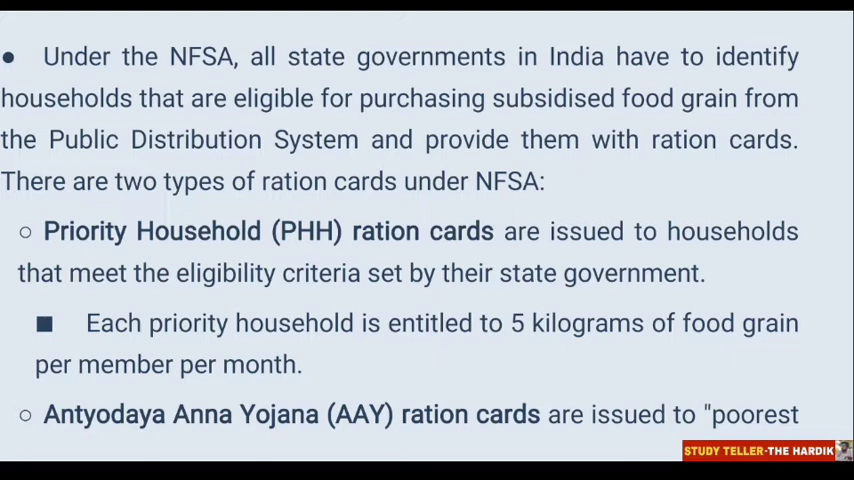 ● Under the NFSA, all state governments in India have to identify
households that are eligible for purchasing subsidised food grain from
the Public Distribution System and provide them with ration cards.
There are two types of ration cards under NFSA:
○ Priority Household (PHH) ration cards are issued to households
that meet the eligibility criteria set by their state government.
■ Each priority household is entitled to 5 kilograms of food grain
per member per month.
○ Antyodaya Anna Yojana (AAY) ration cards are issued to "poorest
STUDY TELLER-THE HARDIK